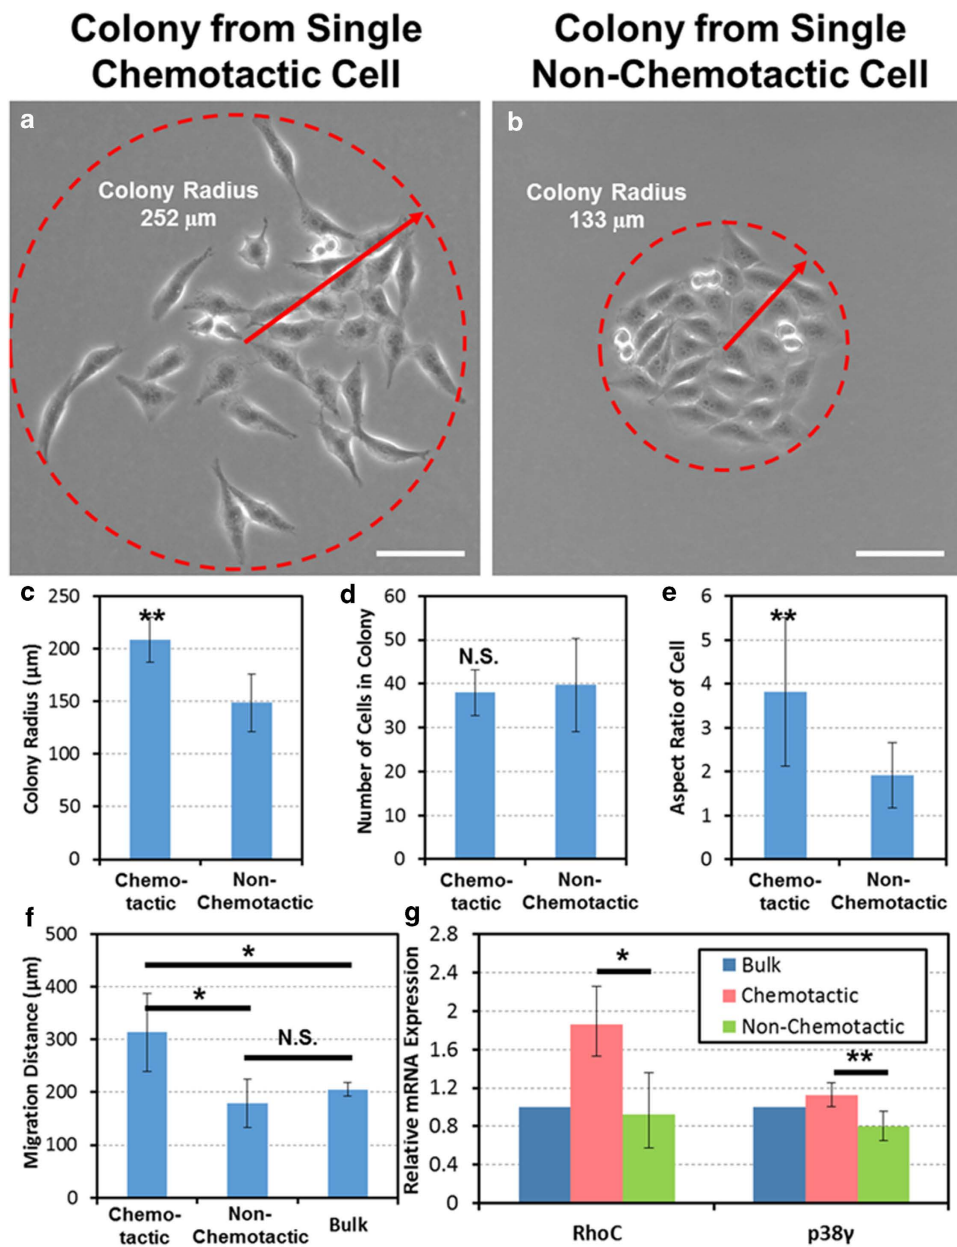 Colony from Single
Chemotactic Cell
Colony from Single
Non-Chemotactic Cell
a
Colony Radius
252 μm
b
Colony Radius
133 μm
c
Colony Radius (μm)
250
200
150
100
50
0
**
Chemo-
tactic
Non-
Chemotactic
d
Number of Cells in Colony
60
50
40
30
20
10
0
N.S.
Chemo-
tactic
Non-
Chemotactic
e
Aspect Ratio of Cell
6
5
4
3
2
1
0
**
Chemo-
tactic
Non-
Chemotactic
f
Migration Distance (μm)
500
400
300
200
100
0
*
*
N.S.
Chemo-
tactic
Non-
Chemotactic
Bulk
g
Relative mRNA Expression
2.8
2.4
2
1.6
1.2
0.8
0.4
0
*
**
Bulk
Chemotactic
Non-Chemotactic
RhoC
p38γ